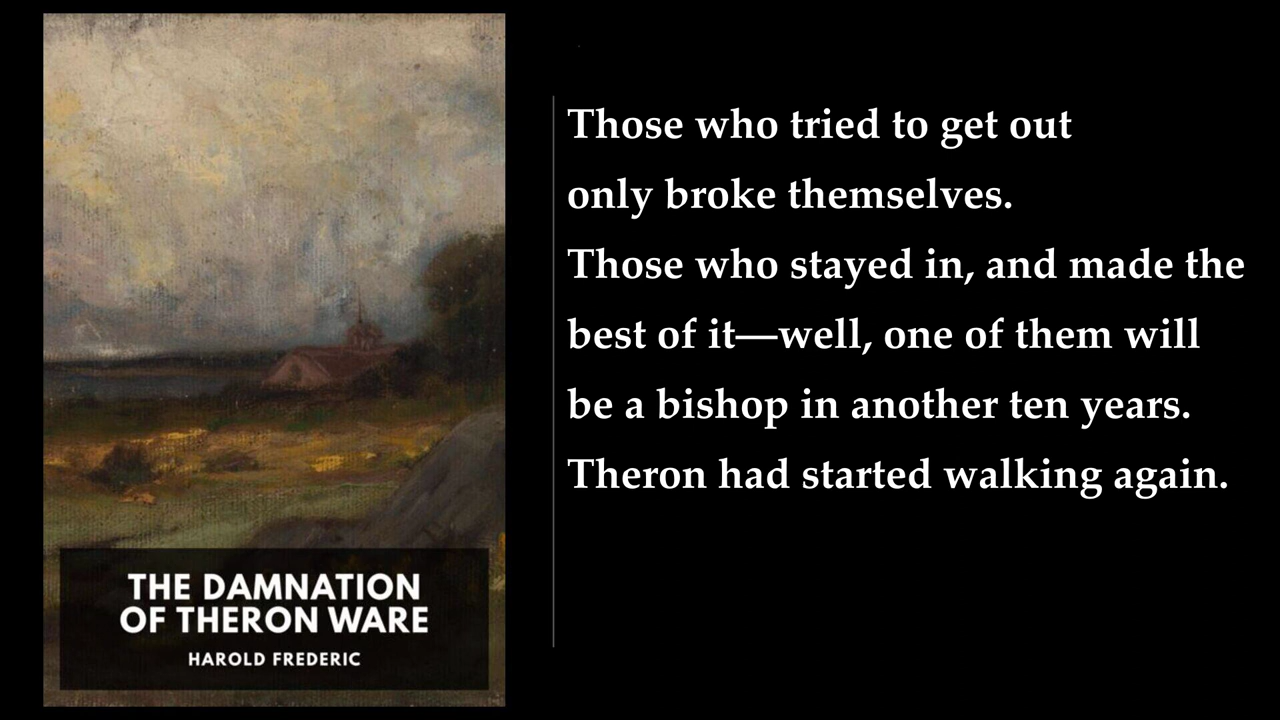 THE DAMNATION
OF THERON WARE
HAROLD FREDERIC
Those who tried to get out
only broke themselves.
Those who stayed in, and made the
best of it—well, one of them will
be a bishop in another ten years.
Theron had started walking again.